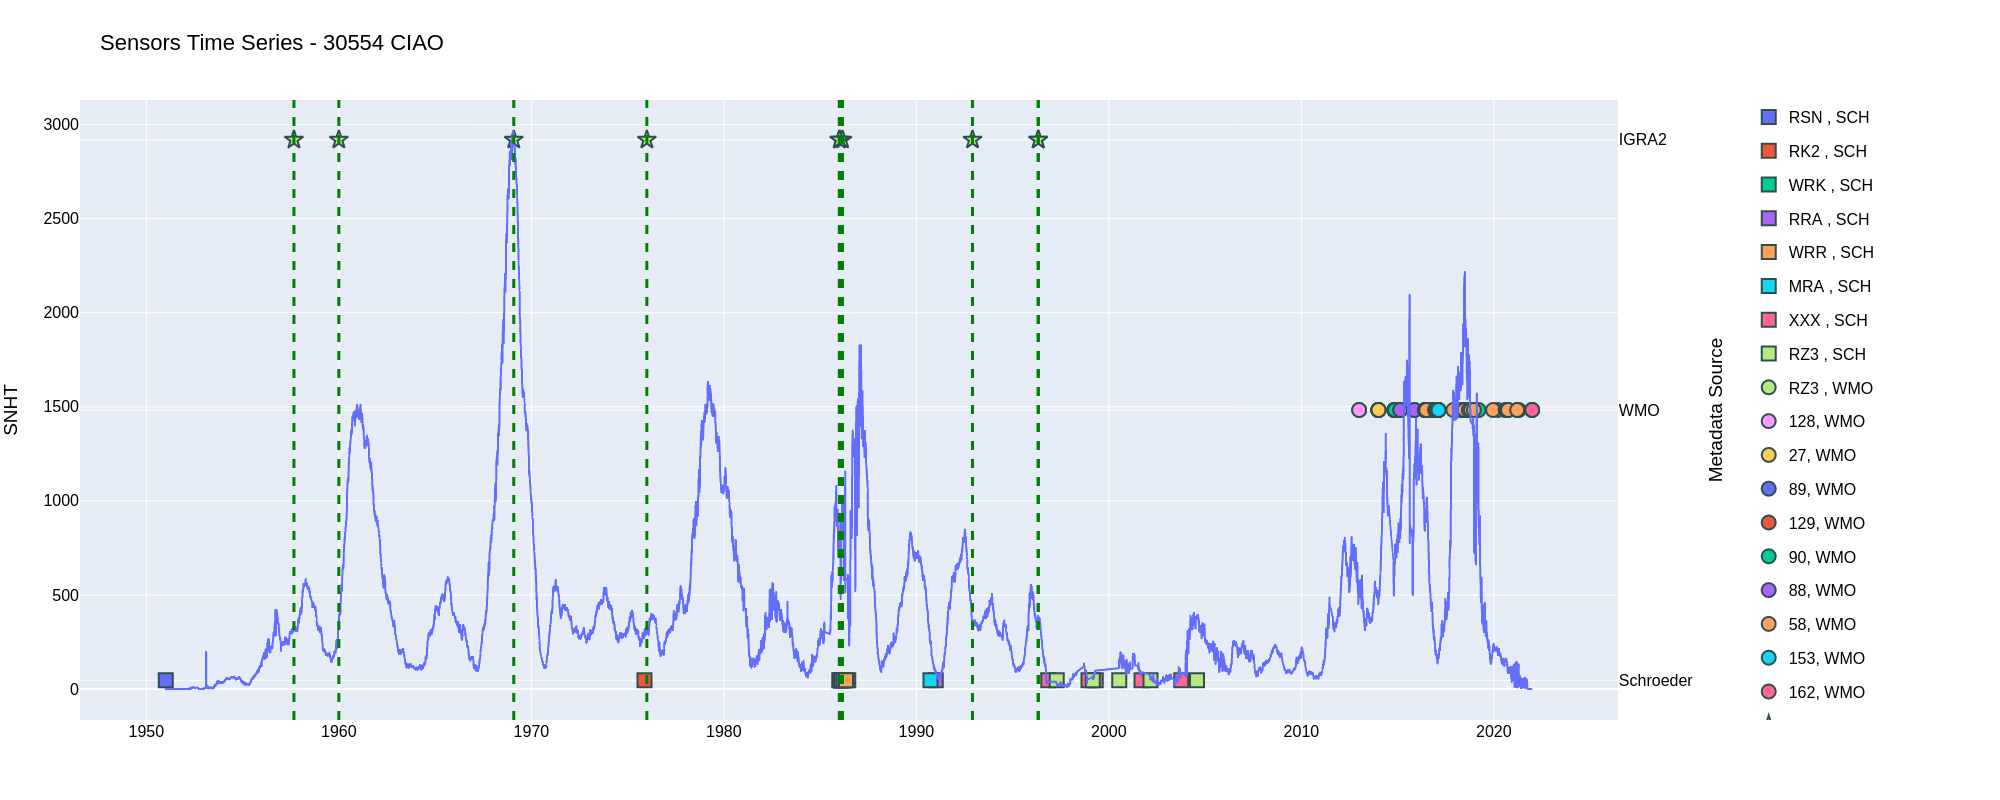 Sensors Time Series - 30554 CIAO
SNHT
3000
2500
2000
1500
1000
500
0
1950
1960
1970
1980
1990
2000
2010
2020
IGRA2
WMO
Schroeder
Metadata Source
RSN , SCH
RK2 , SCH
WRK , SCH
RRA , SCH
WRR , SCH
MRA , SCH
XXX , SCH
RZ3 , SCH
RZ3 , WMO
128, WMO
27, WMO
89, WMO
129, WMO
90, WMO
88, WMO
58, WMO
153, WMO
162, WMO